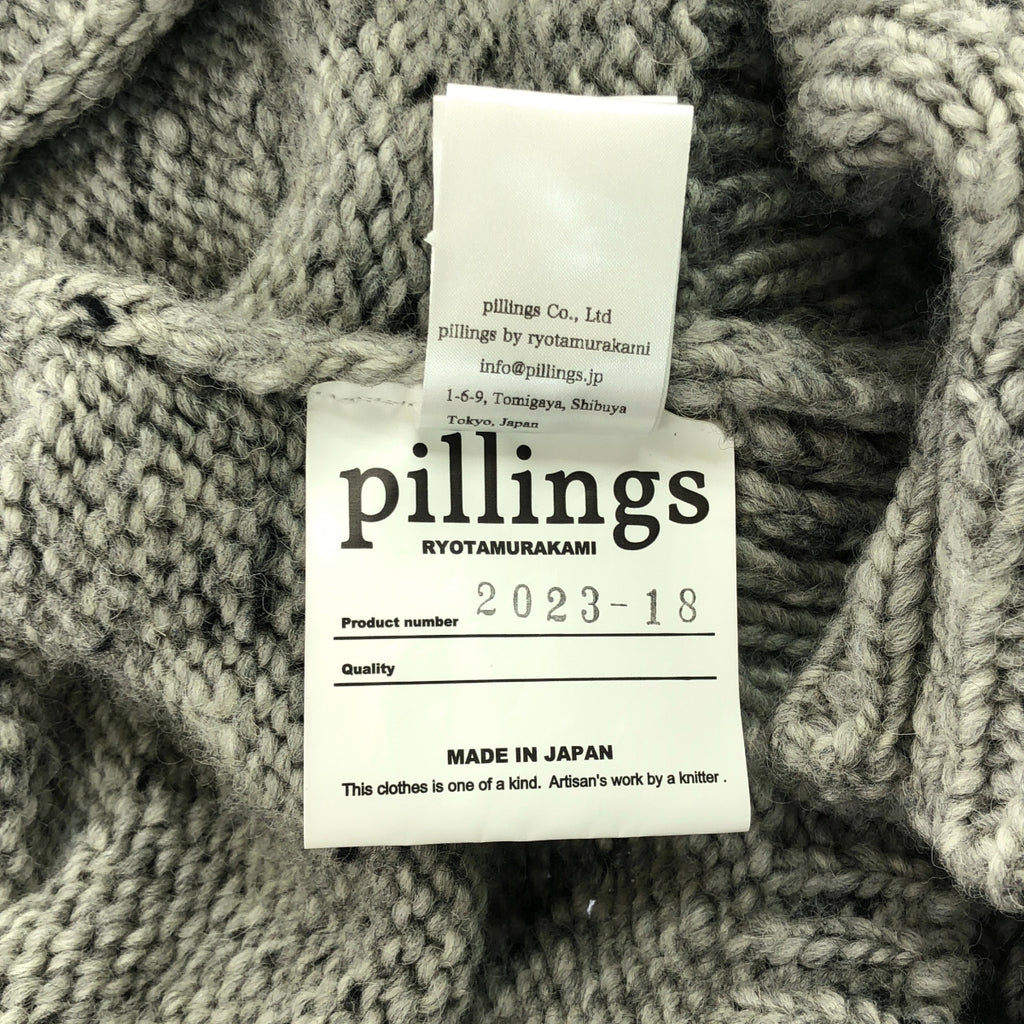 pillings Co., Ltd
pillings by ryotamurakami
info@pillings.jp
1-6-9, Tomigaya, Shibuya
Tokyo, Japan
pillings
RYOTAMURAKAMI
Product number 2023-18
Quality
MADE IN JAPAN
This clothes is one of a kind. Artisan's work by a knitter .